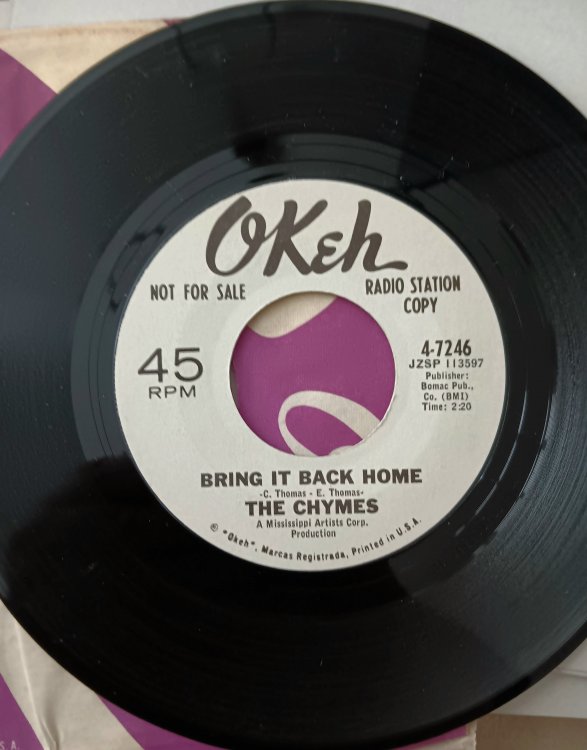 OKeh
NOT FOR SALE
RADIO STATION
COPY
45
RPM
4-7246
JZSP 113597
Publisher:
Bomac Pub.,
Co. (BMI)
Time: 2:20
BRING IT BACK HOME
-C. Thomas - E. Thomas-
THE CHYMES
A Mississippi Artists Corp.
Production
© "Okeh", Marcas Registrada, Printed in U.S.A.
S.A.